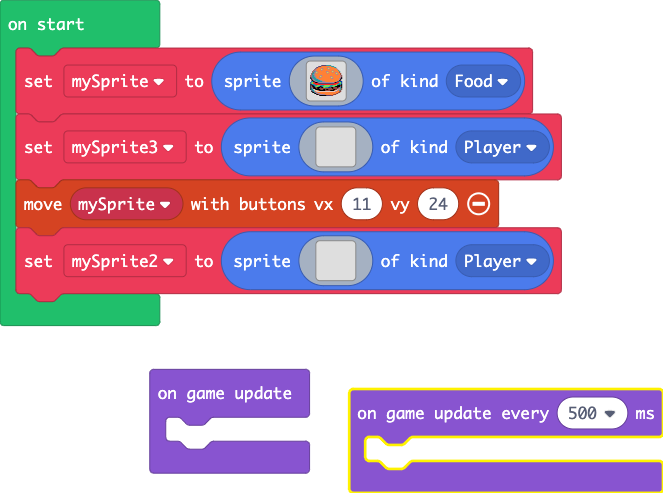 on start
set mySprite to sprite of kind Food
set mySprite3 to sprite of kind Player
move mySprite with buttons vx 11 vy 24
set mySprite2 to sprite of kind Player
on game update
on game update every 500 ms